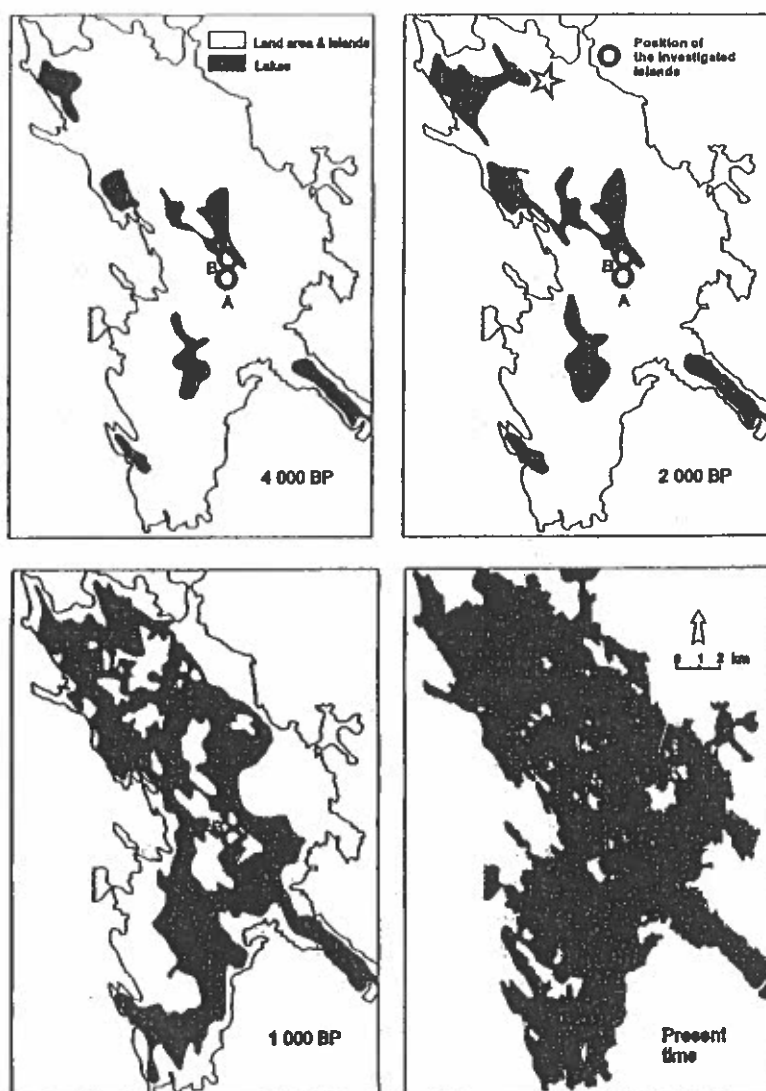 Land area & islands
Lakes
B
A
4 000 BP
Position of
the investigated
islands
B
A
2 000 BP
1 000 BP
0 1 2 km
Present
time